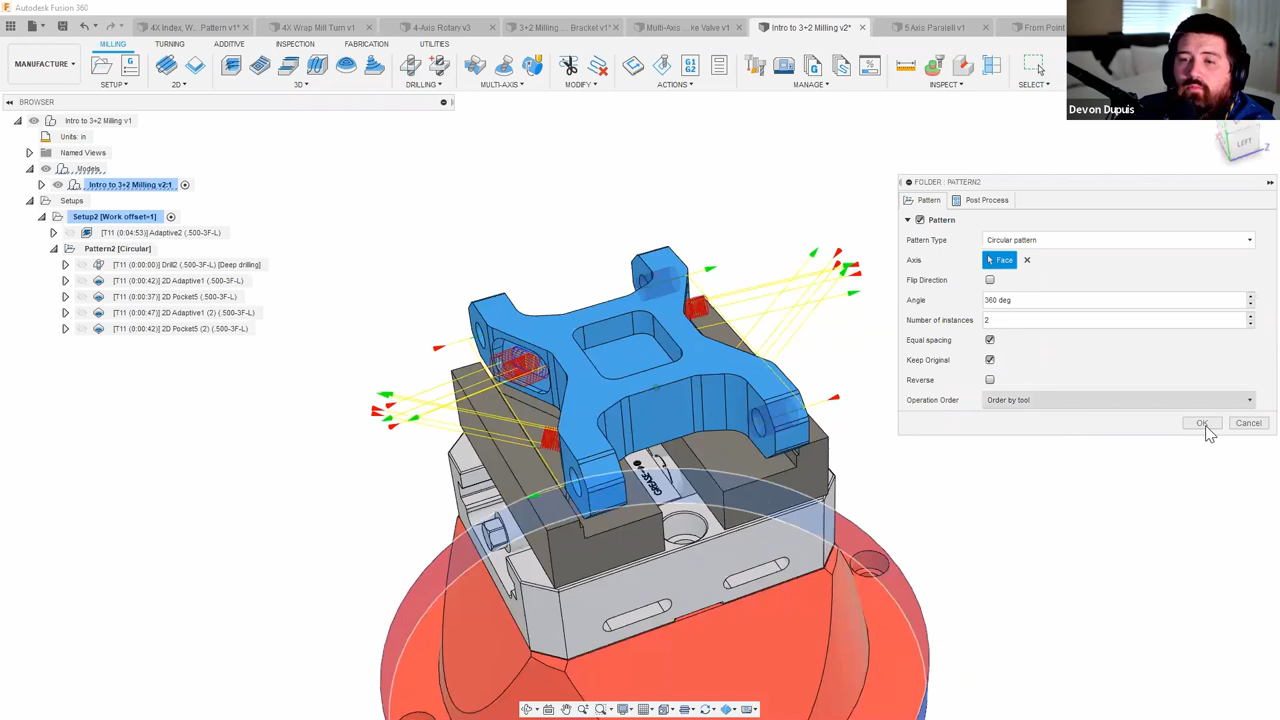 Autodesk Fusion 360
4X Index, W... Pattern v1*
4X Wrap Mill Turn v1
4-Axis Rotary v3
3+2 Milling ... Bracket v1*
Multi-Axis ... ke Valve v1
Intro to 3+2 Milling v2*
5 Axis Paralell v1
From Point
MILLING
TURNING
ADDITIVE
INSPECTION
FABRICATION
UTILITIES
MANUFACTURE
SETUP
2D
3D
DRILLING
MULTI-AXIS
MODIFY
ACTIONS
MANAGE
INSPECT
SELECT
G1
G2
Devon Dupuis
BROWSER
LEFT
Z
Intro to 3+2 Milling v1
Units: in
Named Views
Models
Intro to 3+2 Milling v2:1
Setups
Setup2 [Work offset=1]
[T11 (0:04:53)] Adaptive2 (.500-3F-L)
Pattern2 [Circular]
[T11 (0:00:00)] Drill2 (.500-3F-L) [Deep drilling]
[T11 (0:00:42)] 2D Adaptive1 (.500-3F-L)
[T11 (0:00:37)] 2D Pocket5 (.500-3F-L)
[T11 (0:00:47)] 2D Adaptive1 (2) (.500-3F-L)
[T11 (0:00:42)] 2D Pocket5 (2) (.500-3F-L)
FOLDER : PATTERN2
Pattern
Post Process
Pattern
Pattern Type
Circular pattern
Axis
Face
Flip Direction
Angle
360 deg
Number of instances
2
Equal spacing
Keep Original
Reverse
Operation Order
Order by tool
OK
Cancel